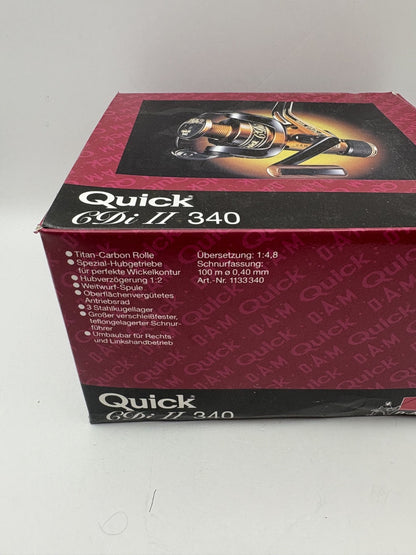 Quick
CDi II 340
• Titan-Carbon Rolle
• Spezial-Hubgetriebe
für perfekte Wickelkontur
• Hubverzögerung 1:2
• Weitwurf-Spule
• Oberflächenvergütetes
Antriebsrad
• 3 Stahlkugellager
• Großer verschleißfester,
teflongelagerter Schnur-
führer
• Umbaubar für Rechts
und Linkshandbetrieb
Übersetzung: 1:4,8
Schnurfassung:
100 m ø 0,40 mm
Art.-Nr. 1133340
Quick
CDi II 340